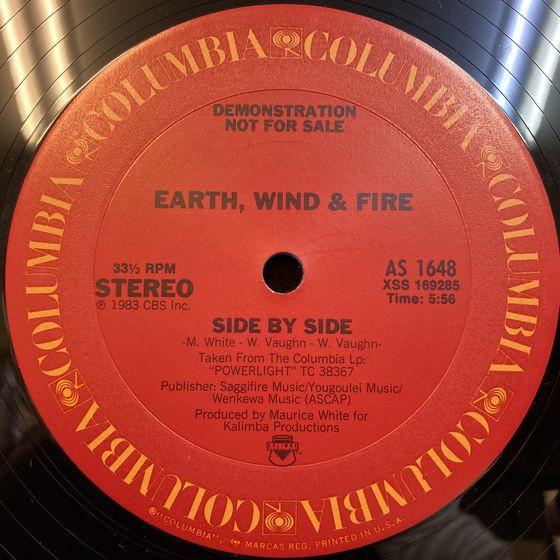 COLUMBIA COLUMBIA COLUMBIA COLUMBIA COLUMBIA COLUMBIA COLUMBIA COLUMBIA COLUMBIA
DEMONSTRATION
NOT FOR SALE
EARTH, WIND & FIRE
33⅓ RPM
STEREO
℗ 1983 CBS Inc.
AS 1648
XSS 169285
Time: 5:56
SIDE BY SIDE
-M. White - W. Vaughn - W. Vaughn-
Taken From The Columbia Lp:
"POWERLIGHT" TC 38367
Publisher: Saggifire Music/Yougoulei Music/
Wenkewa Music (ASCAP)
Produced by Maurice White for
Kalimba Productions
®"COLUMBIA", MARCAS REG. PRINTED IN U.S.A.